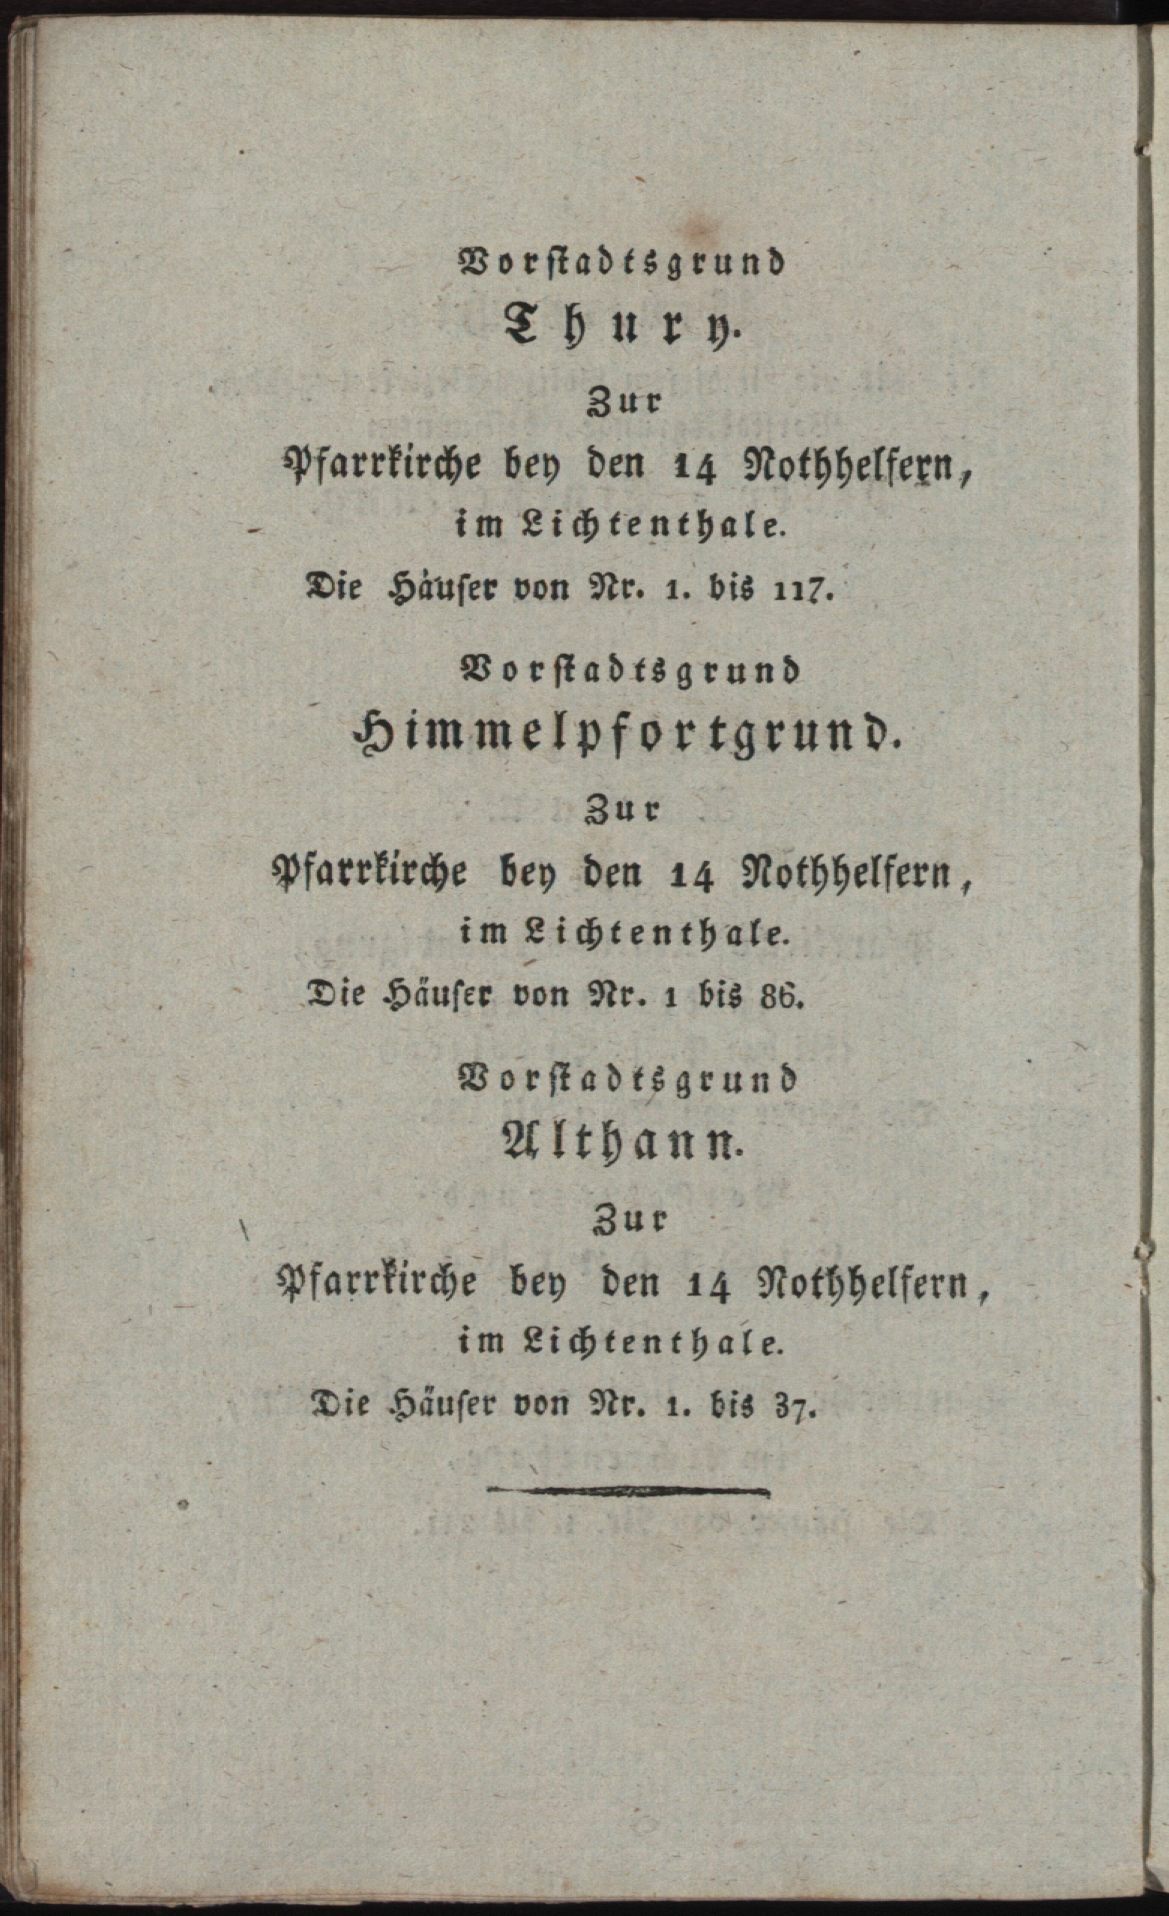 Vorstadtsgrund
Thury.
Zur
Pfarrkirche bey den 14 Nothhelfern,
im Lichtenthale.
Die Häuser von Nr. 1. bis 117.
Vorstadtsgrund
Himmelpfortgrund.
Zur
Pfarrkirche bey den 14 Nothhelfern,
im Lichtenthale.
Die Häuser von Nr. 1 bis 86.
Vorstadtsgrund
Althann.
Zur
Pfarrkirche bey den 14 Nothhelfern,
im Lichtenthale.
Die Häuser von Nr. 1. bis 37.